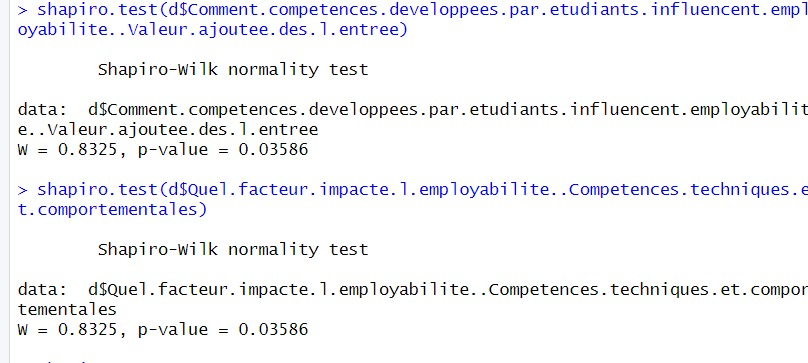 > shapiro.test(d$Comment.competences.developpees.par.etudiants.influencent.empl
oyabilite..Valeur.ajoutee.des.l.entree)
Shapiro-Wilk normality test
data:  d$Comment.competences.developpees.par.etudiants.influencent.employabilit
e..Valeur.ajoutee.des.l.entree
W = 0.8325, p-value = 0.03586
> shapiro.test(d$Quel.facteur.impacte.l.employabilite..Competences.techniques.e
t.comportementales)
Shapiro-Wilk normality test
data:  d$Quel.facteur.impacte.l.employabilite..Competences.techniques.et.compor
tementales
W = 0.8325, p-value = 0.03586